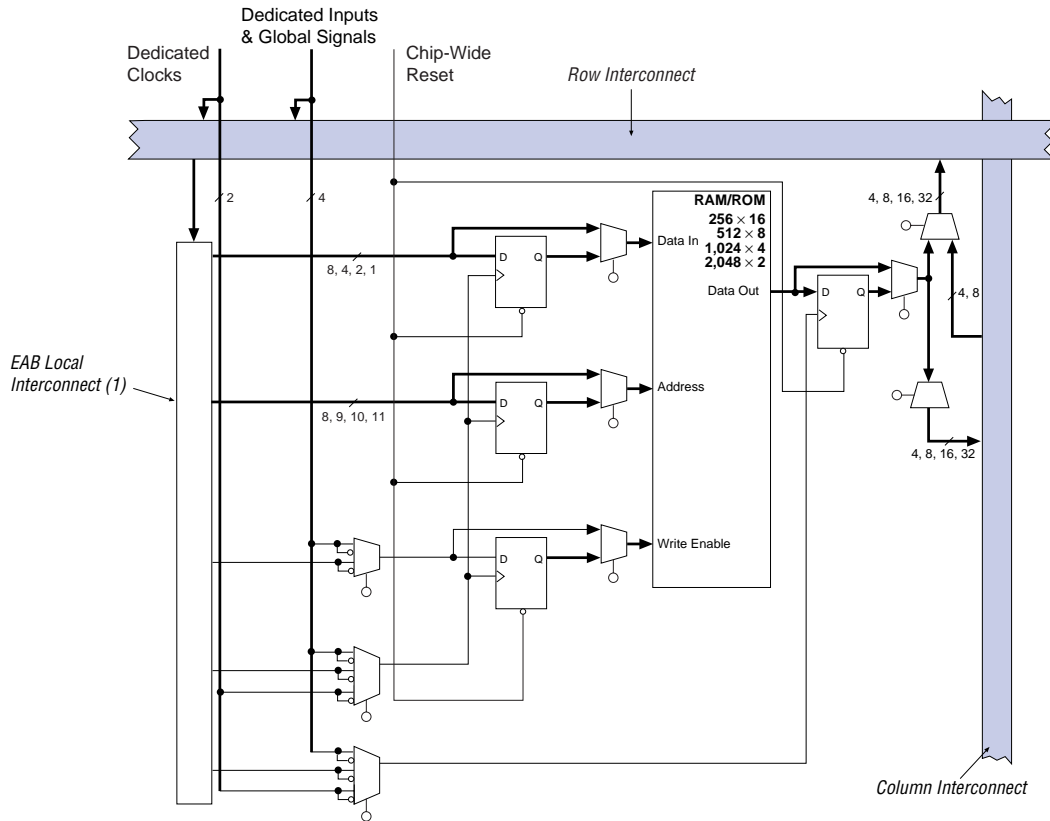 Dedicated Inputs
& Global Signals
Dedicated
Clocks
Chip-Wide
Reset
Row Interconnect
2
4
4, 8, 16, 32
RAM/ROM
256 × 16
512 × 8
1,024 × 4
2,048 × 2
Data In
D
Q
8, 4, 2, 1
Data Out
D
Q
4, 8
EAB Local
Interconnect (1)
Address
D
Q
8, 9, 10, 11
4, 8, 16, 32
Write Enable
D
Q
Column Interconnect